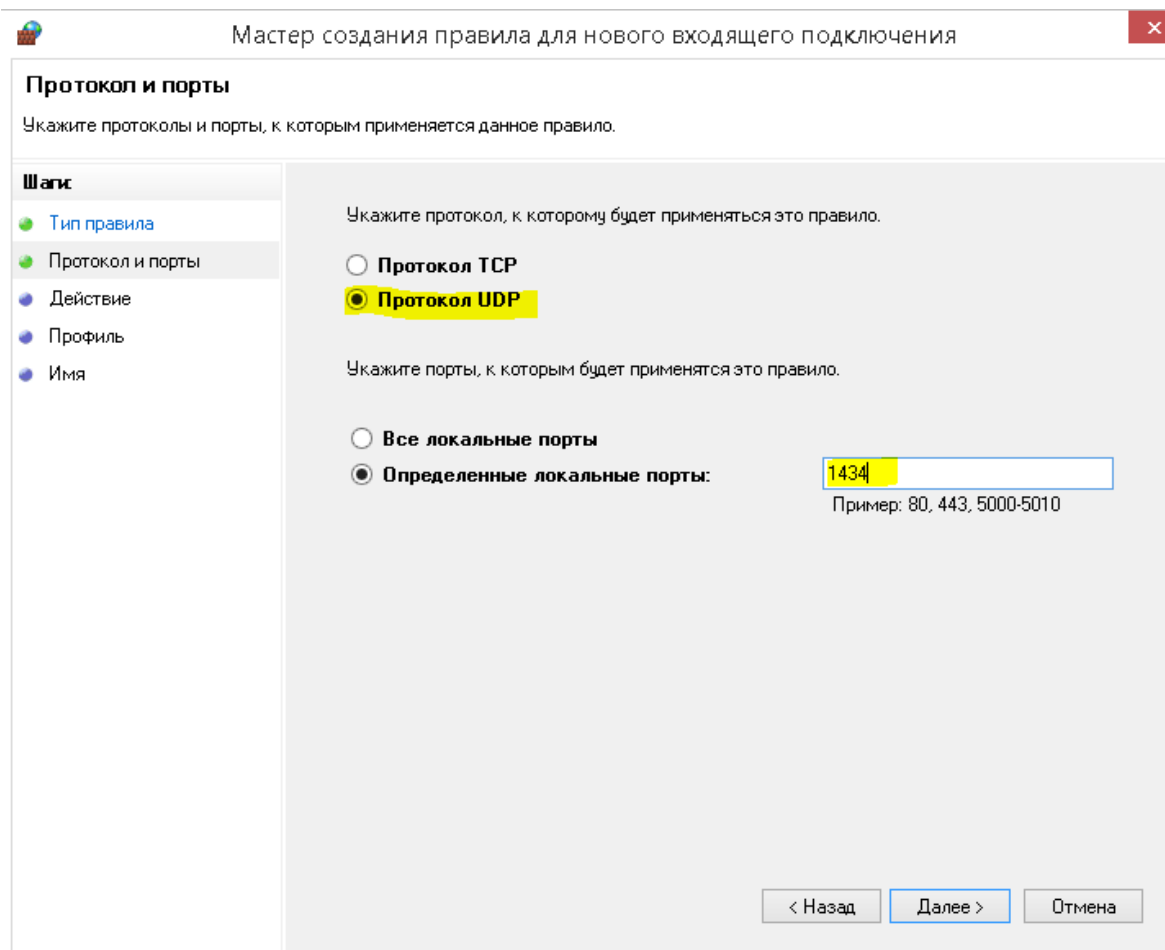 Мастер создания правила для нового входящего подключения
Протокол и порты
Укажите протоколы и порты, к которым применяется данное правило.
Шаги:
Тип правила
Протокол и порты
Действие
Профиль
Имя
Укажите протокол, к которому будет применяться это правило.
Протокол TCP
Протокол UDP
Укажите порты, к которым будет применятся это правило.
Все локальные порты
Определенные локальные порты:
1434
Пример: 80, 443, 5000-5010
< Назад
Далее >
Отмена